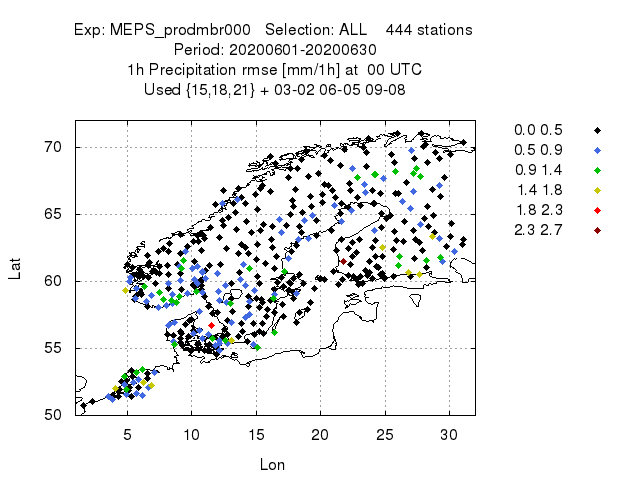 Exp: MEPS_prodmbr000   Selection: ALL    444 stations
Period: 20200601-20200630
1h Precipitation rmse [mm/1h] at  00 UTC
Used {15,18,21} + 03-02 06-05 09-08
0.0 0.5
0.5 0.9
0.9 1.4
1.4 1.8
1.8 2.3
2.3 2.7
70
65
60
55
50
Lat
5 10 15 20 25 30
Lon